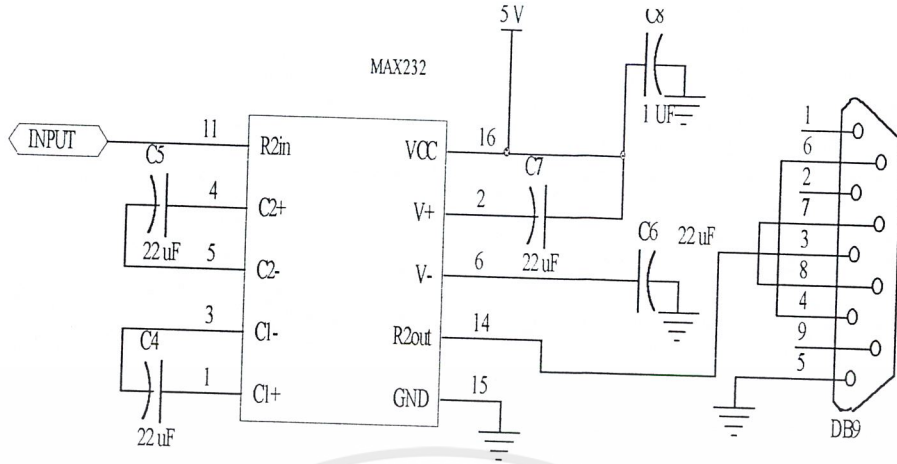 5 V
C8
MAX232
1 UF
INPUT
11
R2in
VCC
16
C5
4
C2+
C7
V+
2
22 uF
5
C2-
22 uF
V-
6
C6
22 uF
3
C1-
C4
R2out
14
1
C1+
22 uF
GND
15
1
6
2
7
3
8
4
9
5
DB9